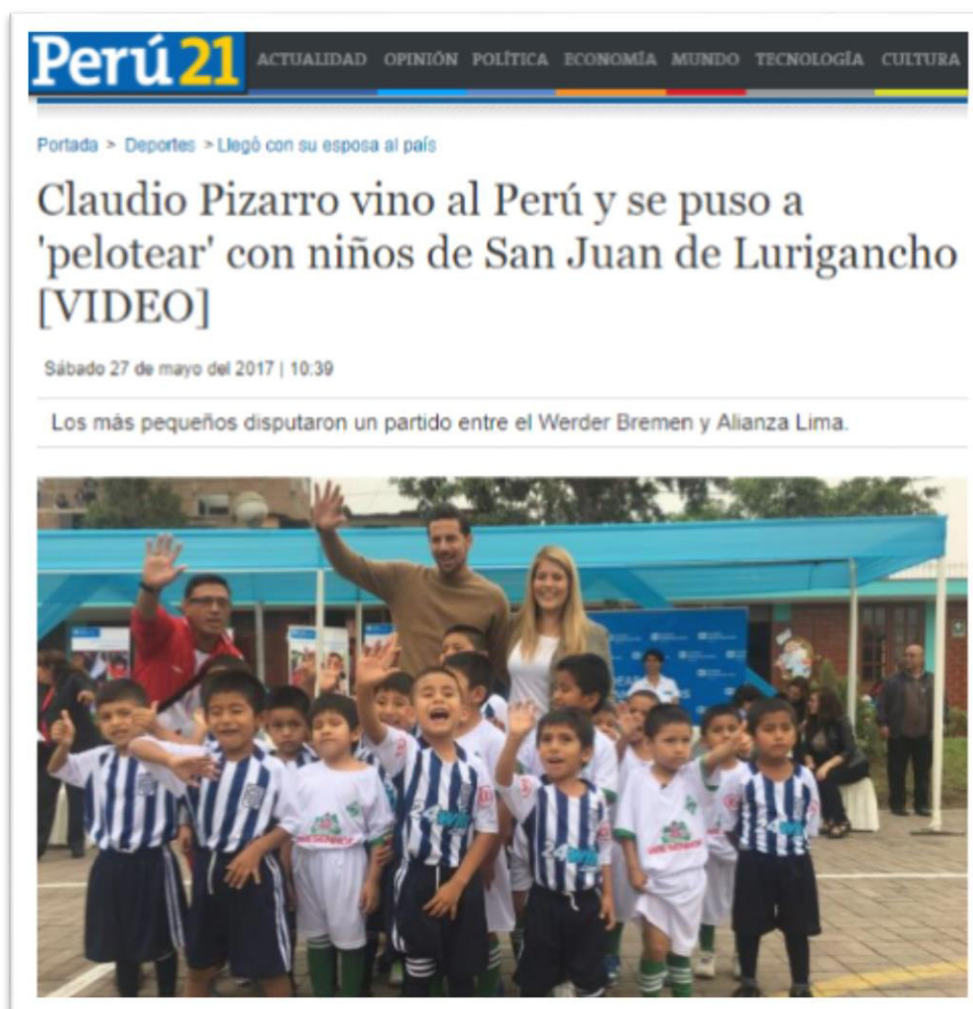 Perú21 ACTUALIDAD OPINIÓN POLÍTICA ECONOMÍA MUNDO TECNOLOGÍA CULTURA
Portada > Deportes > Llegó con su esposa al país
Claudio Pizarro vino al Perú y se puso a
'pelotear' con niños de San Juan de Lurigancho
[VIDEO]
Sábado 27 de mayo del 2017 | 10:39
Los más pequeños disputaron un partido entre el Werder Bremen y Alianza Lima.
24Win
24Win